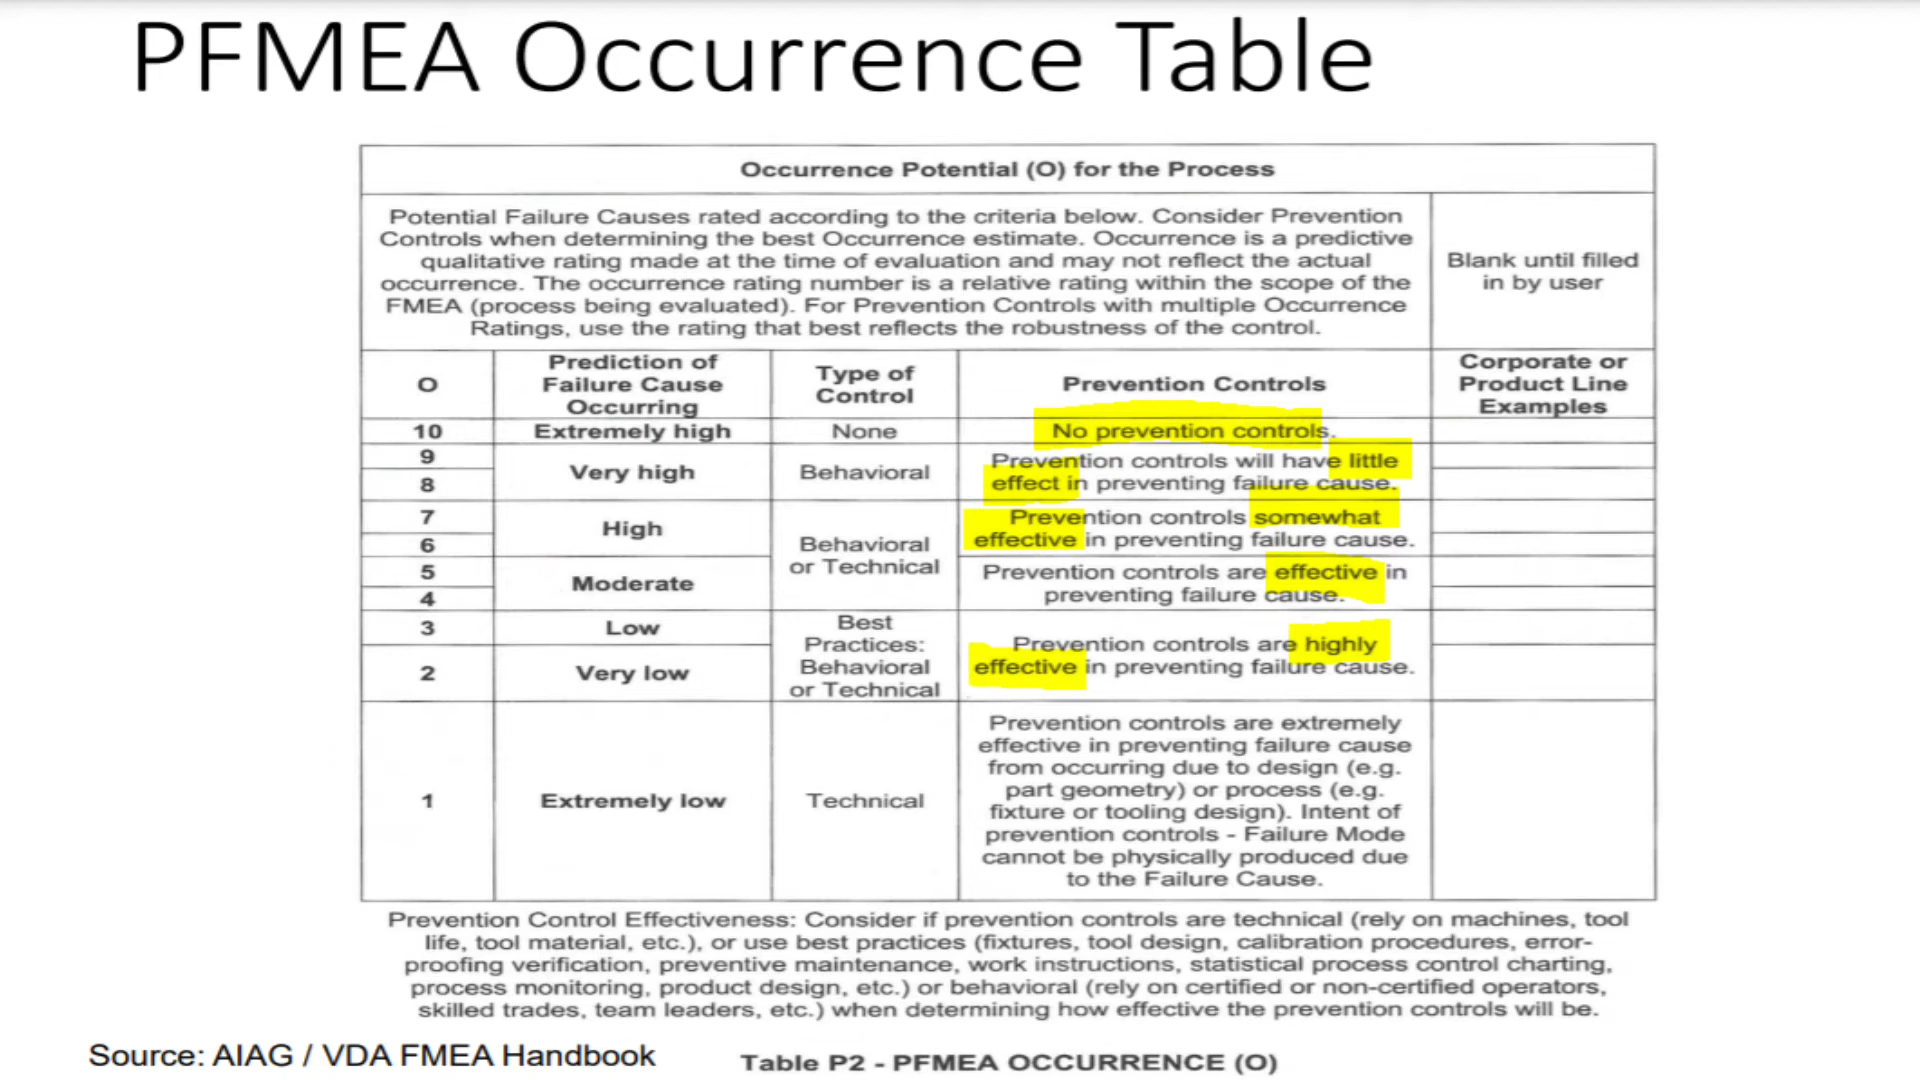 PFMEA Occurrence Table
Occurrence Potential (O) for the Process
Potential Failure Causes rated according to the criteria below. Consider Prevention
Controls when determining the best Occurrence estimate. Occurrence is a predictive
qualitative rating made at the time of evaluation and may not reflect the actual
occurrence. The occurrence rating number is a relative rating within the scope of the
FMEA (process being evaluated). For Prevention Controls with multiple Occurrence
Ratings, use the rating that best reflects the robustness of the control.
Blank until filled
in by user
O
Prediction of
Failure Cause
Occurring
Type of
Control
Prevention Controls
Corporate or
Product Line
Examples
10
Extremely high
None
No prevention controls.
9
8
Very high
Behavioral
Prevention controls will have little
effect in preventing failure cause.
7
6
High
Behavioral
or Technical
Prevention controls somewhat
effective in preventing failure cause.
5
4
Moderate
Prevention controls are effective in
preventing failure cause.
3
Low
Best
Practices:
Behavioral
or Technical
Prevention controls are highly
effective in preventing failure cause.
2
Very low
1
Extremely low
Technical
Prevention controls are extremely
effective in preventing failure cause
from occurring due to design (e.g.
part geometry) or process (e.g.
fixture or tooling design). Intent of
prevention controls - Failure Mode
cannot be physically produced due
to the Failure Cause.
Prevention Control Effectiveness: Consider if prevention controls are technical (rely on machines, tool
life, tool material, etc.), or use best practices (fixtures, tool design, calibration procedures, error-
proofing verification, preventive maintenance, work instructions, statistical process control charting,
process monitoring, product design, etc.) or behavioral (rely on certified or non-certified operators,
skilled trades, team leaders, etc.) when determining how effective the prevention controls will be.
Source: AIAG / VDA FMEA Handbook
Table P2 - PFMEA OCCURRENCE (O)